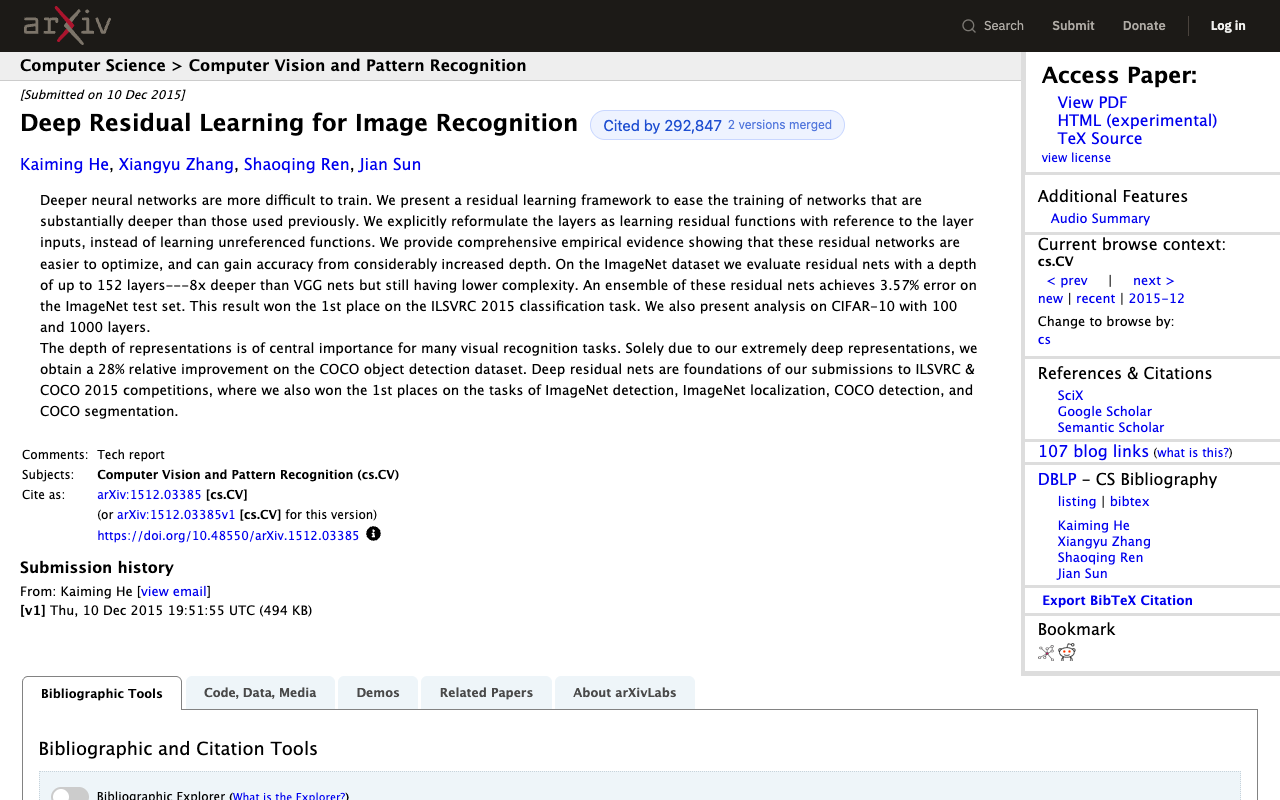 arXiv
Search Submit Donate Log in
Computer Science > Computer Vision and Pattern Recognition
[Submitted on 10 Dec 2015]
Deep Residual Learning for Image Recognition Cited by 292,847 2 versions merged
Kaiming He, Xiangyu Zhang, Shaoqing Ren, Jian Sun
Deeper neural networks are more difficult to train. We present a residual learning framework to ease the training of networks that are
substantially deeper than those used previously. We explicitly reformulate the layers as learning residual functions with reference to the layer
inputs, instead of learning unreferenced functions. We provide comprehensive empirical evidence showing that these residual networks are
easier to optimize, and can gain accuracy from considerably increased depth. On the ImageNet dataset we evaluate residual nets with a depth
of up to 152 layers---8x deeper than VGG nets but still having lower complexity. An ensemble of these residual nets achieves 3.57% error on
the ImageNet test set. This result won the 1st place on the ILSVRC 2015 classification task. We also present analysis on CIFAR-10 with 100
and 1000 layers.
The depth of representations is of central importance for many visual recognition tasks. Solely due to our extremely deep representations, we
obtain a 28% relative improvement on the COCO object detection dataset. Deep residual nets are foundations of our submissions to ILSVRC &
COCO 2015 competitions, where we also won the 1st places on the tasks of ImageNet detection, ImageNet localization, COCO detection, and
COCO segmentation.
Comments: Tech report
Subjects: Computer Vision and Pattern Recognition (cs.CV)
Cite as: arXiv:1512.03385 [cs.CV]
(or arXiv:1512.03385v1 [cs.CV] for this version)
https://doi.org/10.48550/arXiv.1512.03385
Submission history
From: Kaiming He [view email]
[v1] Thu, 10 Dec 2015 19:51:55 UTC (494 KB)
Access Paper:
View PDF
HTML (experimental)
TeX Source
view license
Additional Features
Audio Summary
Current browse context:
cs.CV
< prev | next >
new | recent | 2015-12
Change to browse by:
cs
References & Citations
SciX
Google Scholar
Semantic Scholar
107 blog links (what is this?)
DBLP - CS Bibliography
listing | bibtex
Kaiming He
Xiangyu Zhang
Shaoqing Ren
Jian Sun
Export BibTeX Citation
Bookmark
Bibliographic Tools Code, Data, Media Demos Related Papers About arXivLabs
Bibliographic and Citation Tools
Bibliographic Explorer (What is the Explorer?)